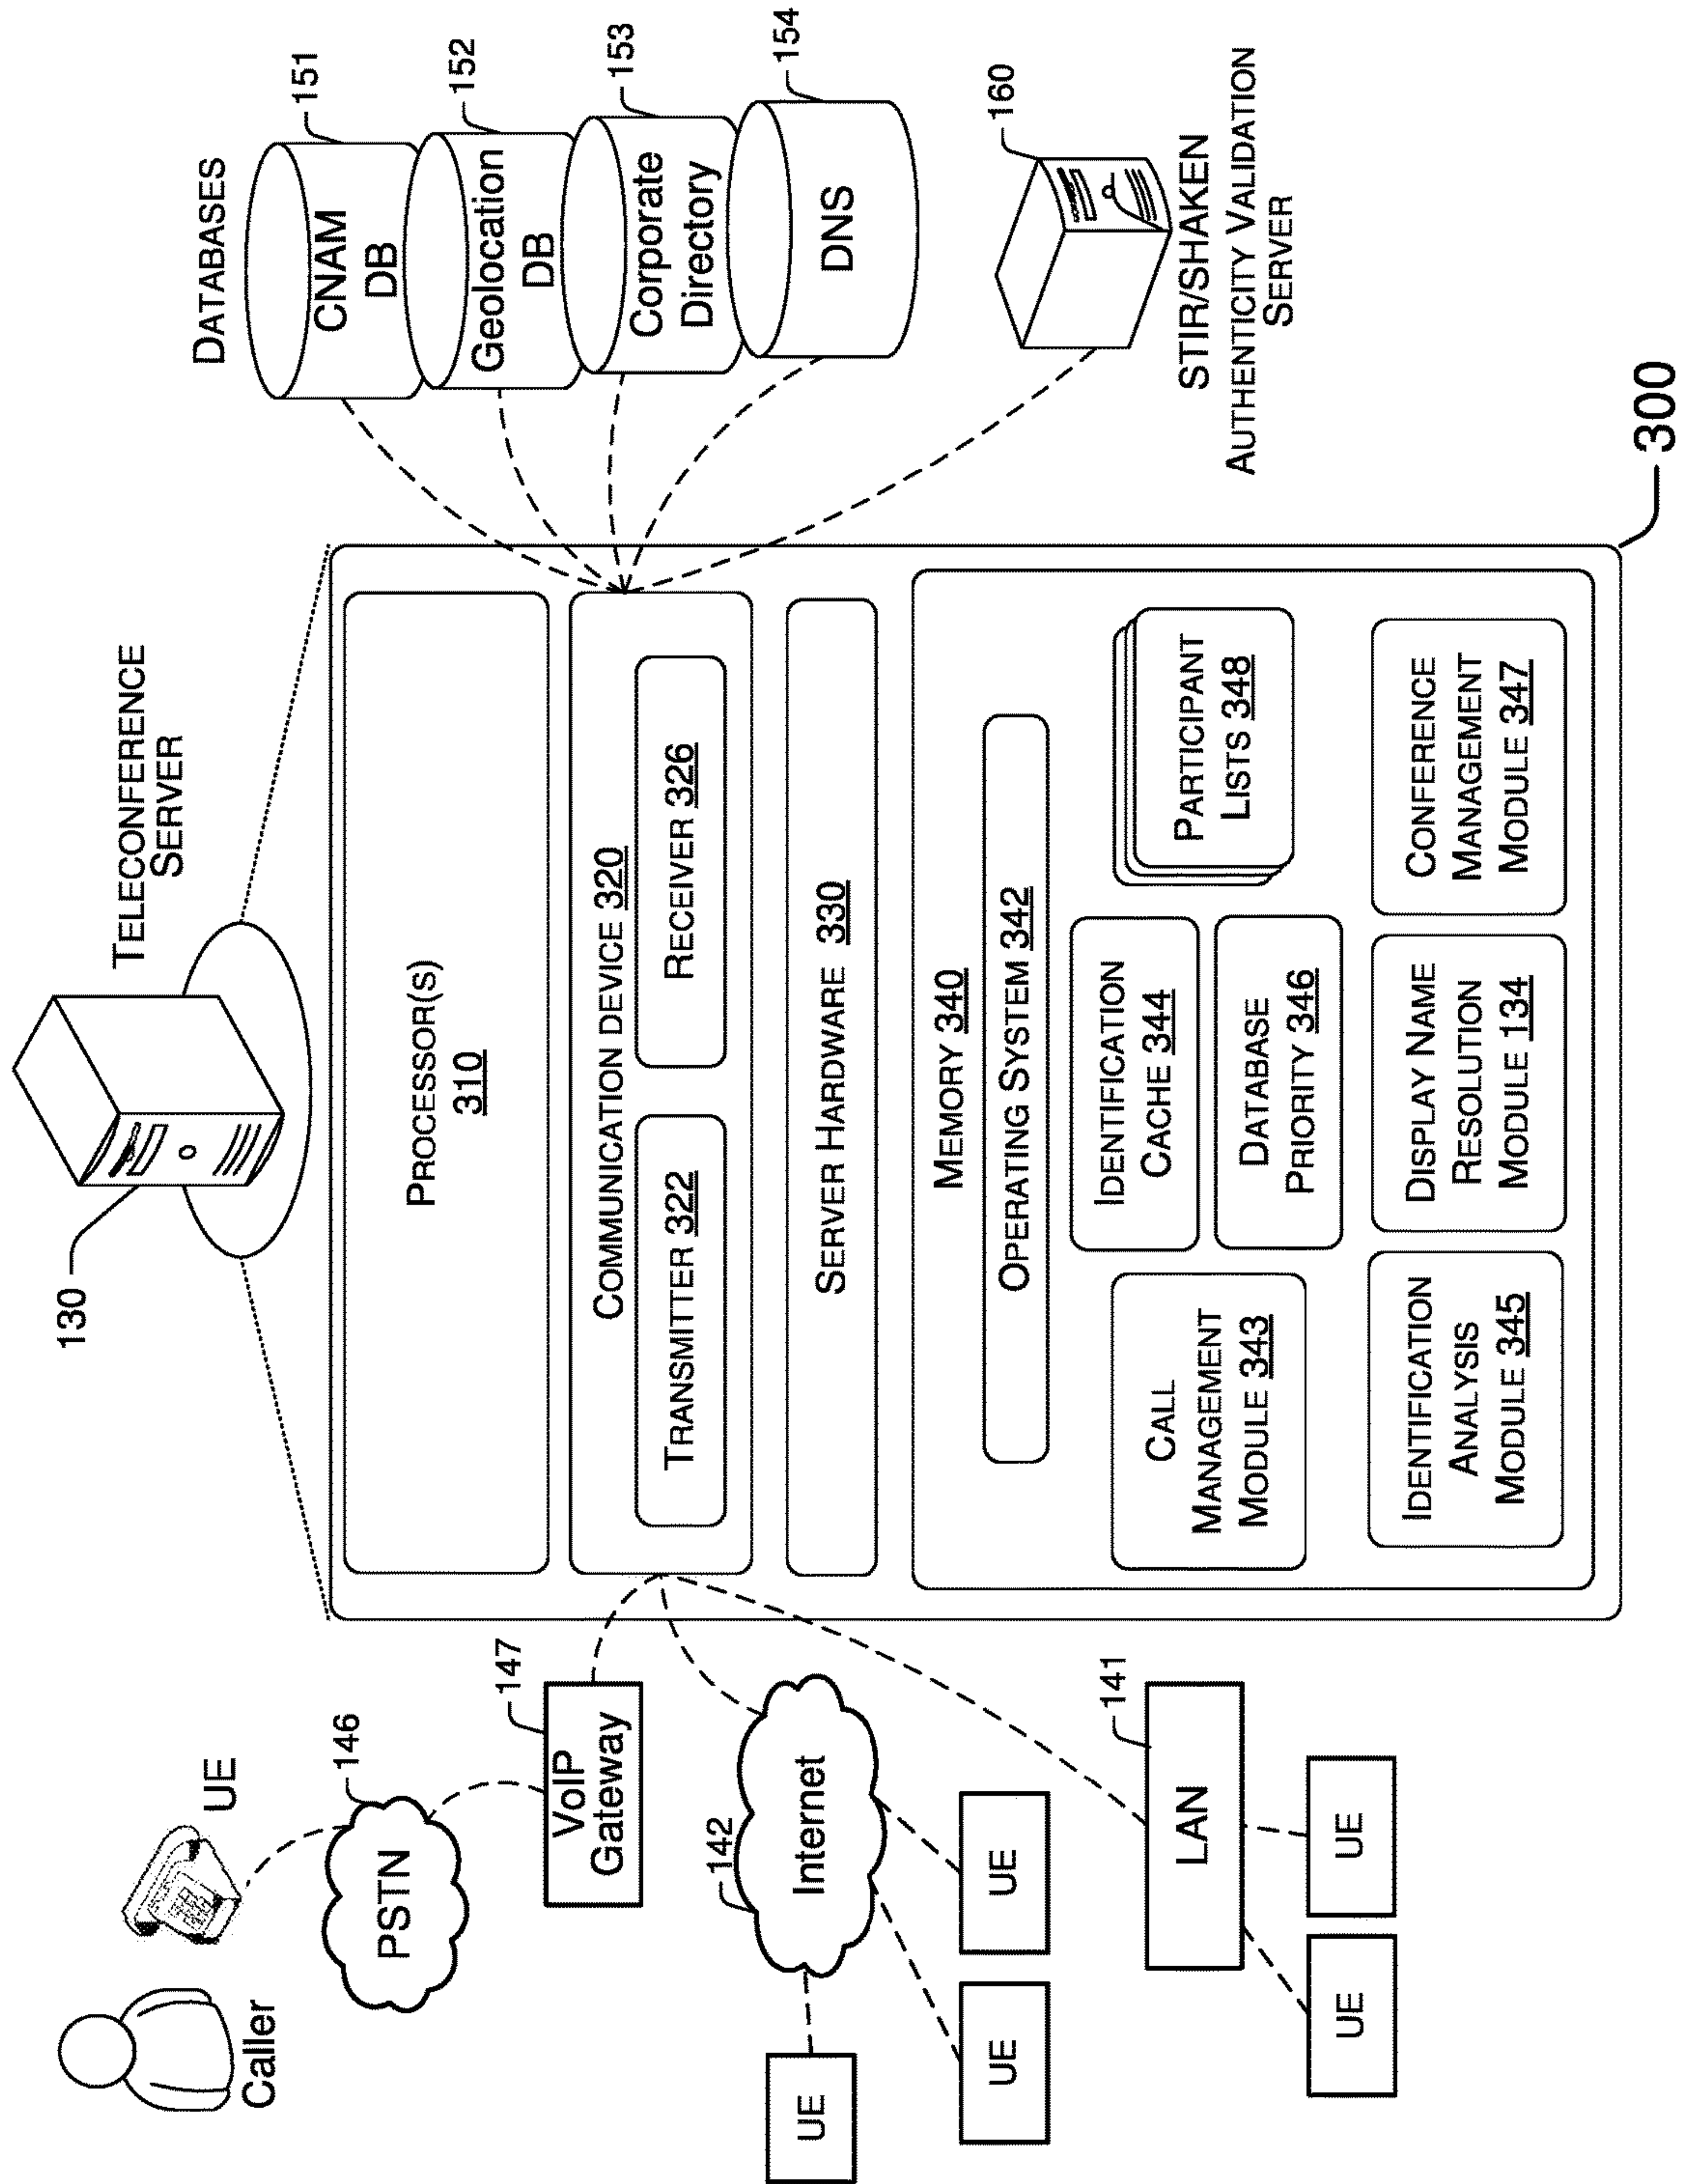 TELECONFERENCE
SERVER
130
DATABASES
CNAM
DB
151
Geolocation
DB
152
Corporate
Directory
153
DNS
154
160
STIR/SHAKEN
AUTHENTICITY VALIDATION
SERVER
Caller
UE
PSTN
146
VoIP
Gateway
147
Internet
142
UE
UE
UE
LAN
141
UE
UE
PROCESSOR(S)
310
COMMUNICATION DEVICE 320
TRANSMITTER 322
RECEIVER 326
SERVER HARDWARE 330
MEMORY 340
OPERATING SYSTEM 342
CALL
MANAGEMENT
MODULE 343
IDENTIFICATION
CACHE 344
DATABASE
PRIORITY 346
PARTICIPANT
LISTS 348
IDENTIFICATION
ANALYSIS
MODULE 345
DISPLAY NAME
RESOLUTION
MODULE 134
CONFERENCE
MANAGEMENT
MODULE 347
300